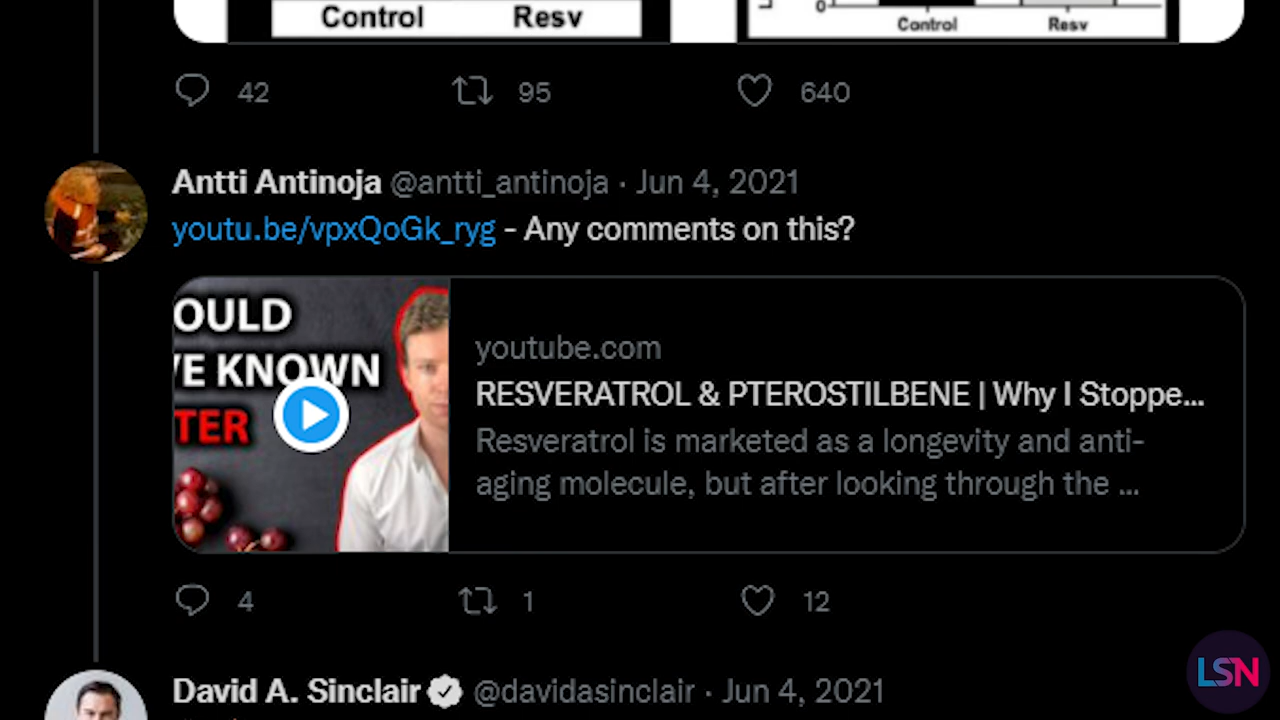 Control Resv
0
Control Resv
42 95 640
Antti Antinoja @antti_antinoja · Jun 4, 2021
youtu.be/vpxQoGk_ryg - Any comments on this?
OULD
VE KNOWN
TTER
youtube.com
RESVERATROL & PTEROSTILBENE | Why I Stoppe...
Resveratrol is marketed as a longevity and anti-
aging molecule, but after looking through the ...
4 1 12
David A. Sinclair @davidasinclair · Jun 4, 2021
LSN